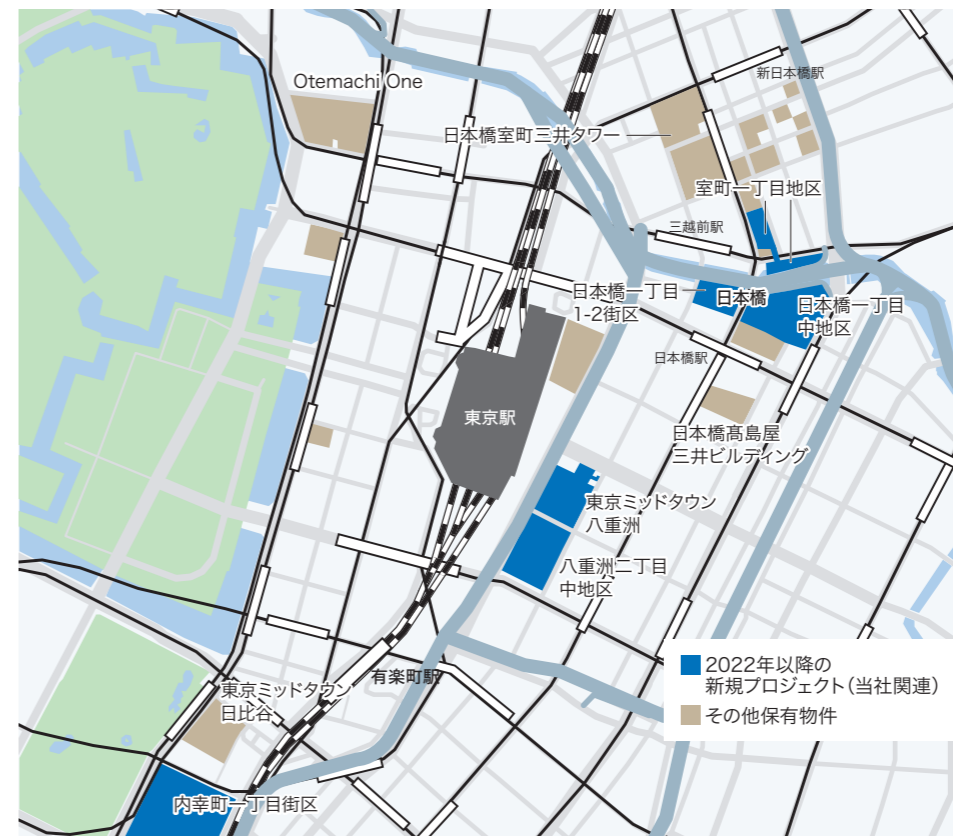 新日本橋駅
Otemachi One
日本橋室町三井タワー
室町一丁目地区
三越前駅
日本橋一丁目
1-2街区
日本橋
日本橋一丁目
中地区
日本橋駅
東京駅
日本橋髙島屋
三井ビルディング
東京ミッドタウン
八重洲
八重洲二丁目
中地区
有楽町駅
東京ミッドタウン
日比谷
内幸町一丁目街区
2022年以降の
新規プロジェクト（当社関連）
その他保有物件